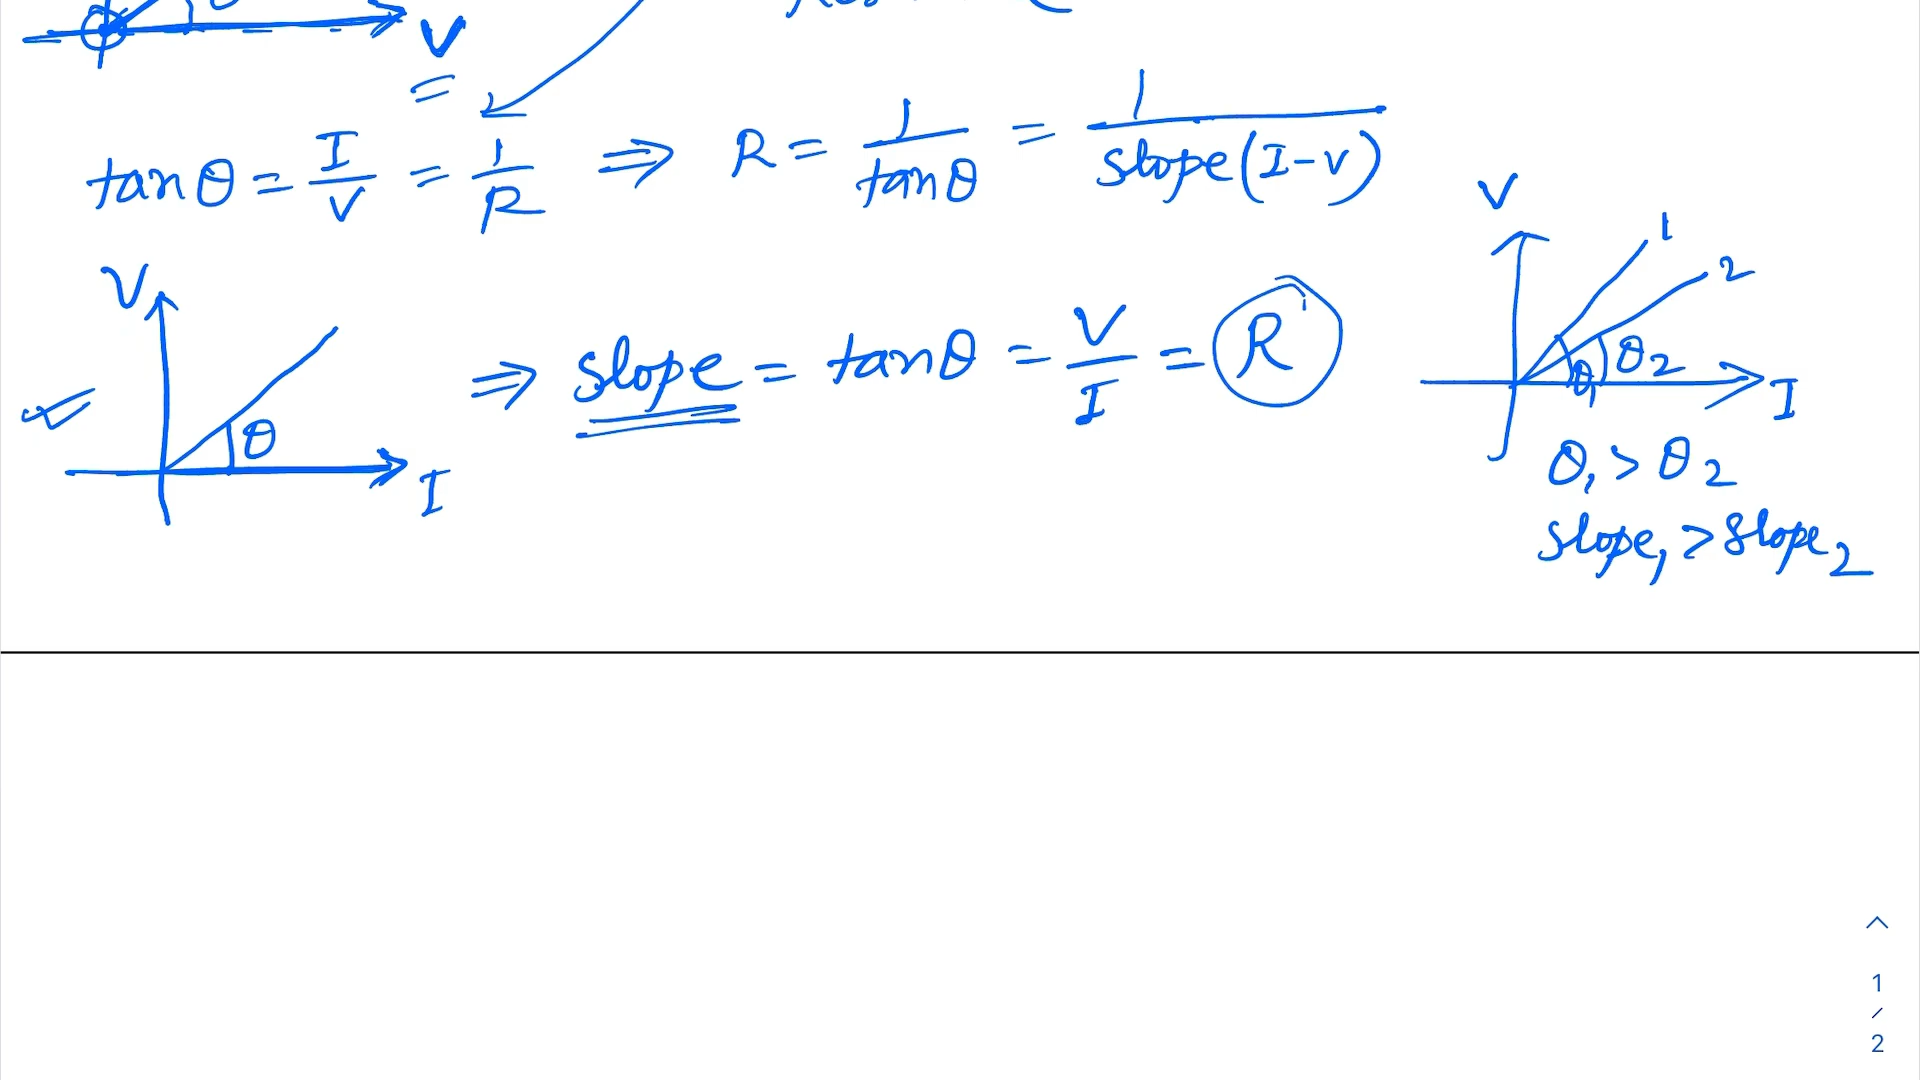 V
tanθ = I/V = 1/R ⇒ R = 1/tanθ = 1/slope(I-V)
V
θ
I
⇒ slope = tanθ = V/I = R
V
1
2
θ₁
θ₂
I
θ₁ > θ₂
slope₁ > slope₂
1
/
2